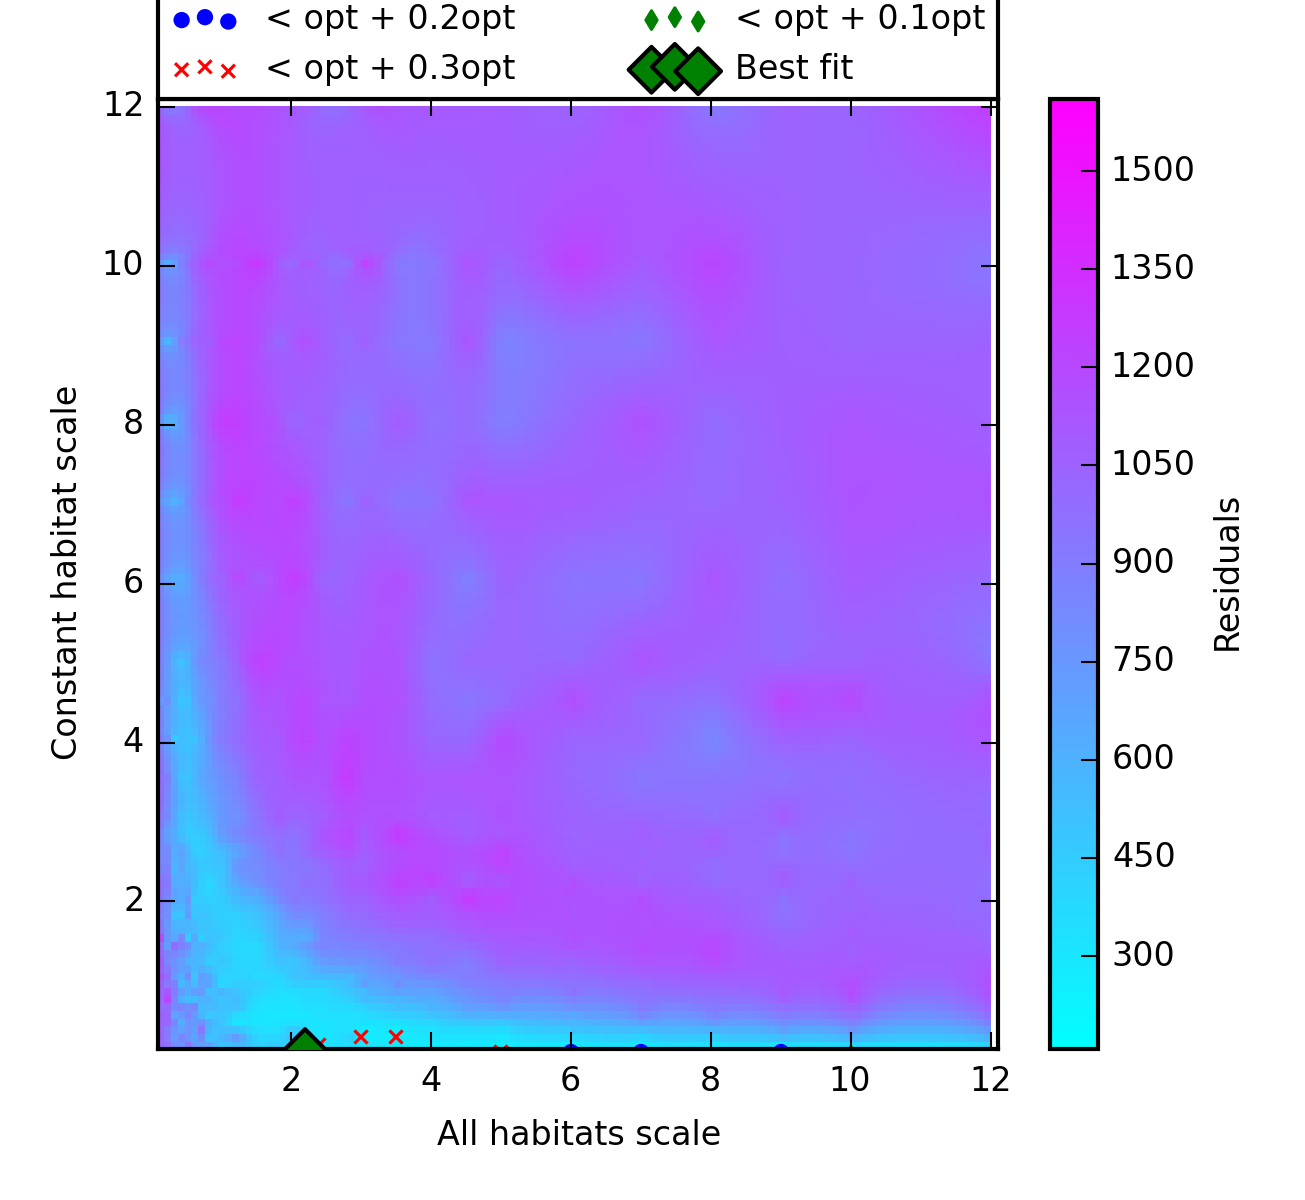 < opt + 0.2opt
< opt + 0.1opt
< opt + 0.3opt
Best fit
12
10
8
6
4
2
Constant habitat scale
2 4 6 8 10 12
All habitats scale
1500
1350
1200
1050
900
750
600
450
300
Residuals